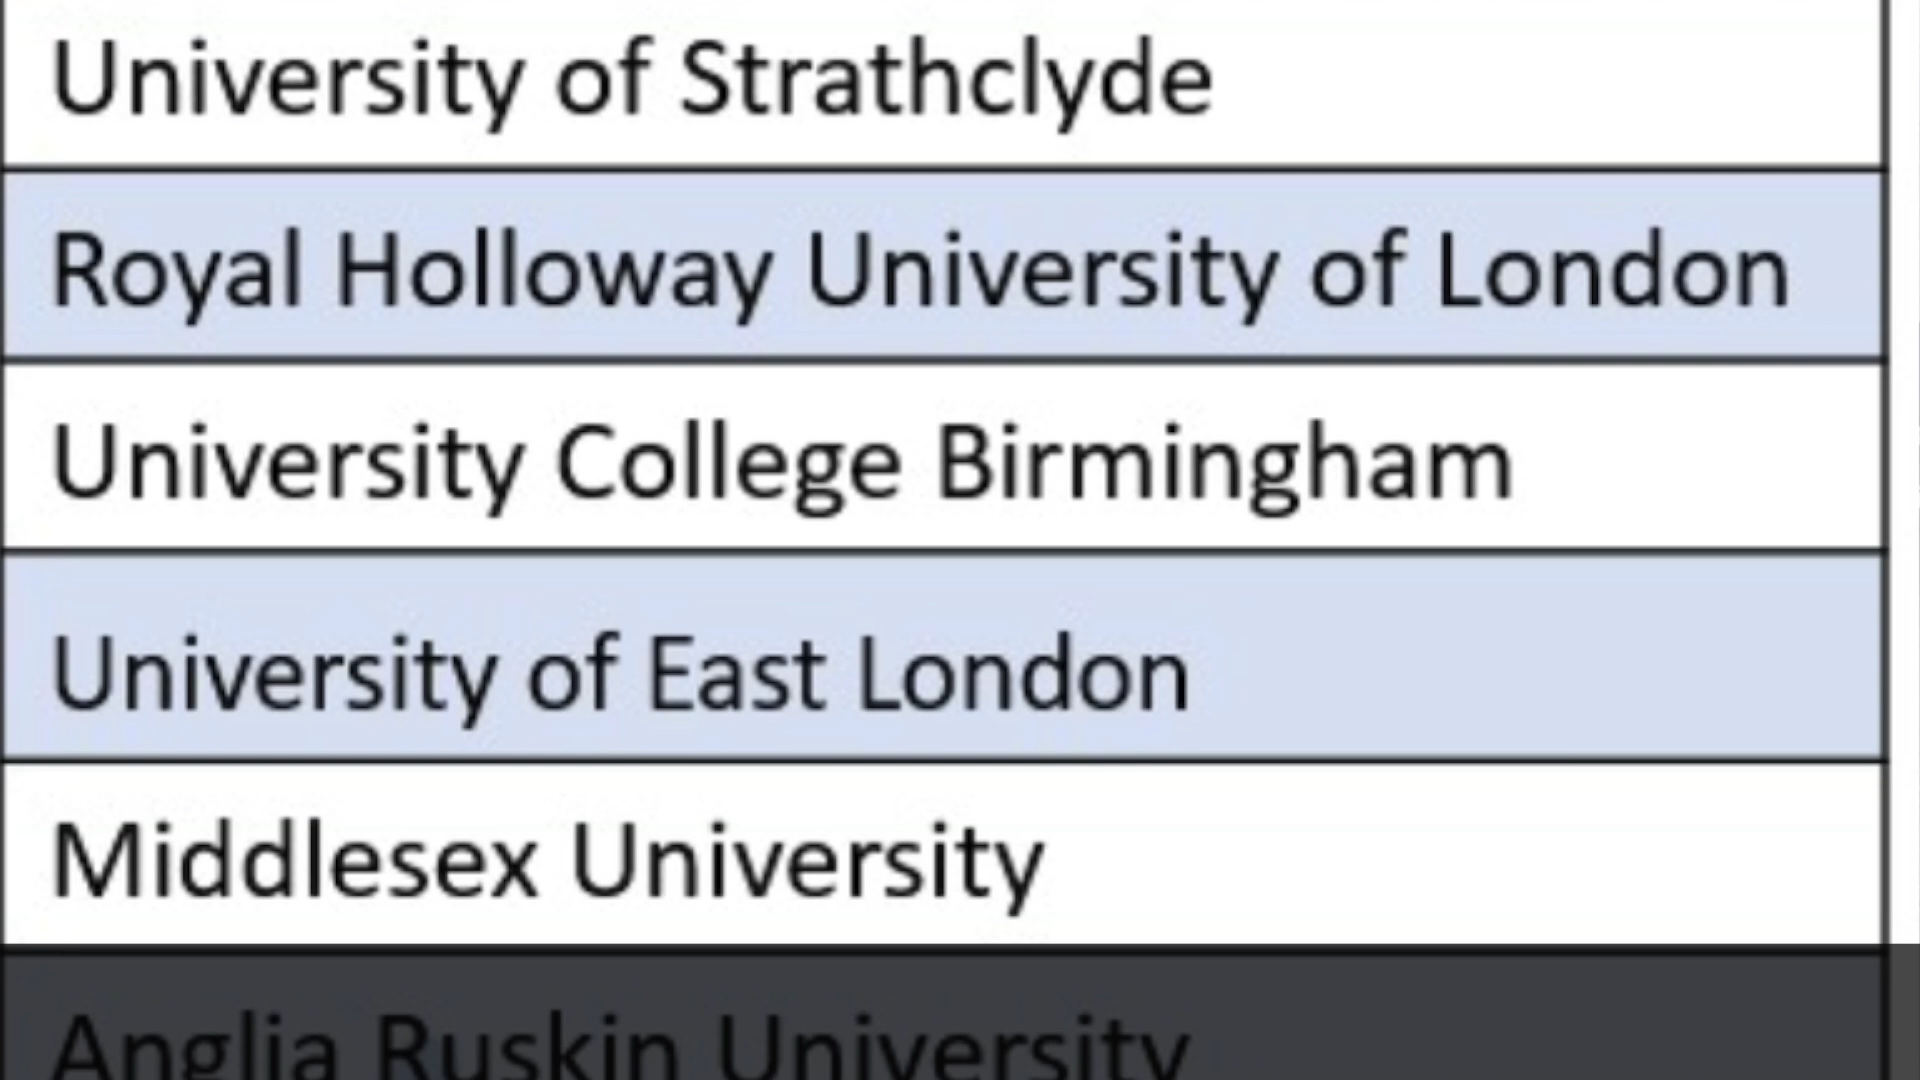 University of Strathclyde
Royal Holloway University of London
University College Birmingham
University of East London
Middlesex University
Anglia Ruskin University